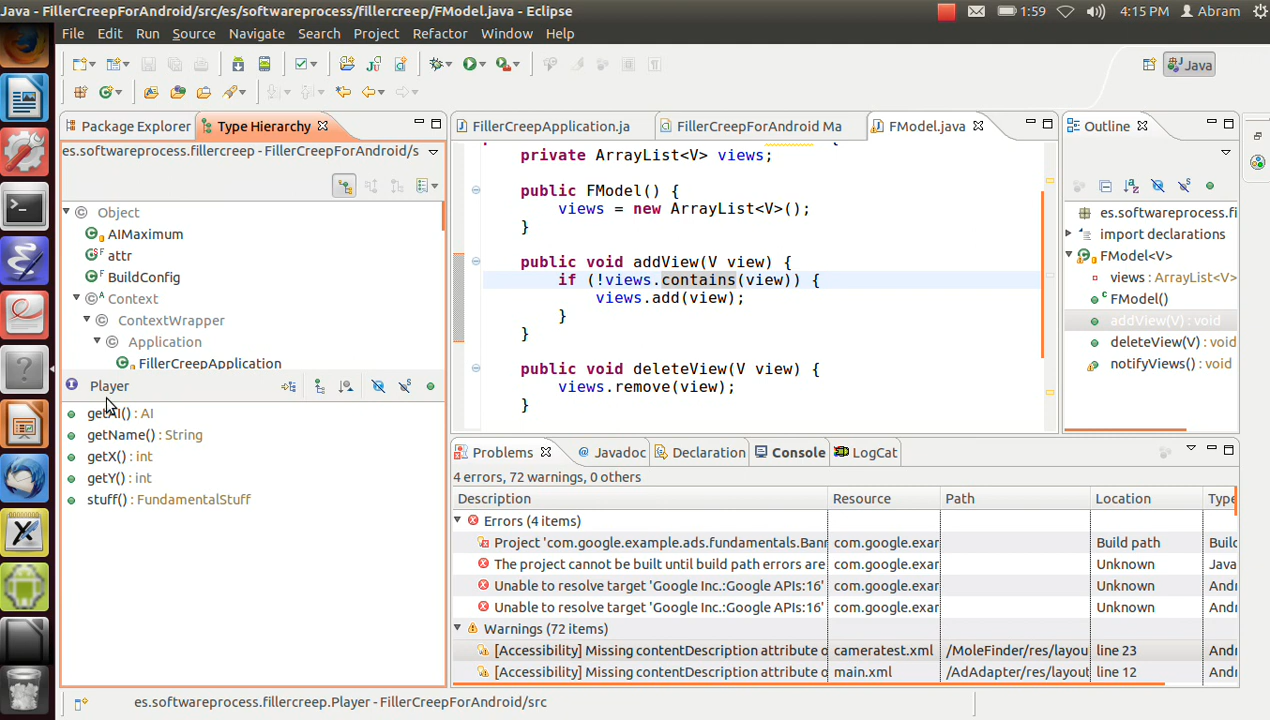 Java - FillerCreepForAndroid/src/es/softwareprocess/fillercreep/FModel.java - Eclipse
1:59
4:15 PM
Abram
File Edit Run Source Navigate Search Project Refactor Window Help
Java
Package Explorer
Type Hierarchy
es.softwareprocess.fillercreep - FillerCreepForAndroid/s
Object
AIMaximum
attr
BuildConfig
Context
ContextWrapper
Application
FillerCreepApplication
Player
getAI() : AI
getName() : String
getX() : int
getY() : int
stuff() : FundamentalStuff
FillerCreepApplication.ja
FillerCreepForAndroid Ma
FModel.java
private ArrayList<V> views;
public FModel() {
views = new ArrayList<V>();
}
public void addView(V view) {
if (!views.contains(view)) {
views.add(view);
}
}
public void deleteView(V view) {
views.remove(view);
}
Outline
es.softwareprocess.fi
import declarations
FModel<V>
views : ArrayList<V>
FModel()
addView(V) : void
deleteView(V) : void
notifyViews() : void
Problems
@ Javadoc
Declaration
Console
LogCat
4 errors, 72 warnings, 0 others
Description Resource Path Location Type
Errors (4 items)
Project 'com.google.example.ads.fundamentals.Bann com.google.exar Build path Build
The project cannot be built until build path errors are com.google.exar Unknown Java
Unable to resolve target 'Google Inc.:Google APIs:16' com.google.exar Unknown Andr
Unable to resolve target 'Google Inc.:Google APIs:16' com.google.exar Unknown Andr
Warnings (72 items)
[Accessibility] Missing contentDescription attribute o cameratest.xml /MoleFinder/res/layou line 23 Andr
[Accessibility] Missing contentDescription attribute o main.xml /AdAdapter/res/layout line 12 Andr
es.softwareprocess.fillercreep.Player - FillerCreepForAndroid/src